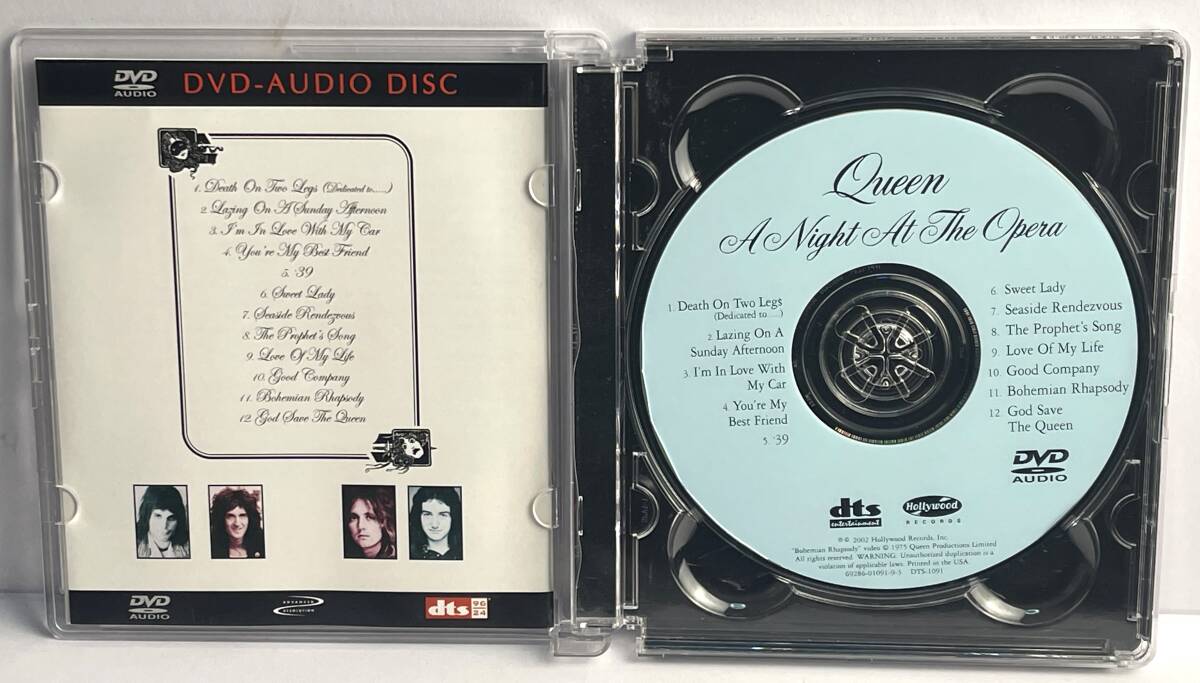 DVD AUDIO
DVD-AUDIO DISC
1. Death On Two Legs (Dedicated to......)
2. Lazing On A Sunday Afternoon
3. I'm In Love With My Car
4. You're My Best Friend
5. '39
6. Sweet Lady
7. Seaside Rendezvous
8. The Prophet's Song
9. Love Of My Life
10. Good Company
11. Bohemian Rhapsody
12. God Save The Queen
DVD AUDIO
ADVANCED
RESOLUTION
dts 96 24
Queen
A Night At The Opera
1. Death On Two Leg$
(Dedicated to......)
2. Lazing On A
Sunday Afternoon
3. I'm In Love With
My Car
4. You're My
Best Friend
5. '39
6. Sweet Lady
7. Seaside Rendezvous
8. The Prophet's Song
9. Love Of My Life
10. Good Company
11. Bohemian Rhapsody
12. God Save
The Queen
DVD
AUDIO
dts
entertainment
Hollywood
RECORDS
℗ © 2002 Hollywood Records, Inc.
"Bohemian Rhapsody" video © 1975 Queen Productions Limited
All rights reserved. WARNING: Unauthorized duplication is a
violation of applicable laws. Printed in the USA.
69286-01091-9-5 DTS-1091